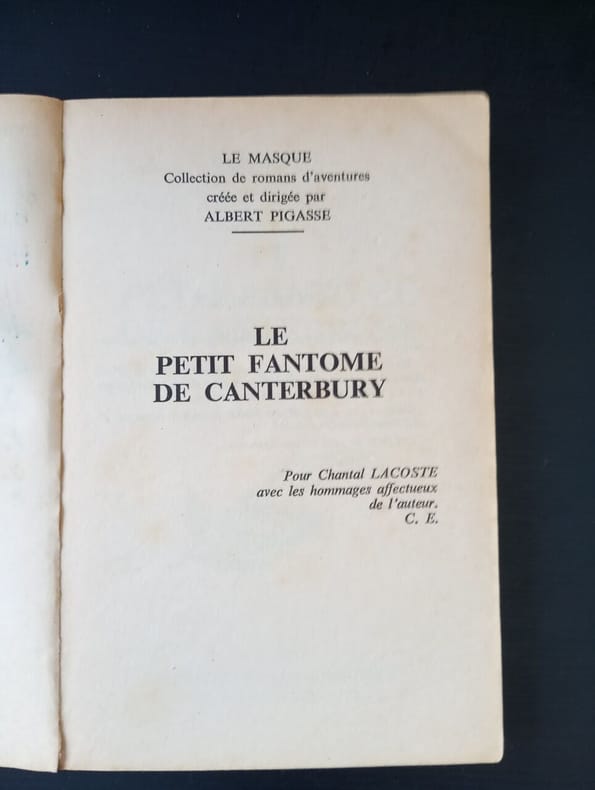 LE MASQUE
Collection de romans d'aventures
créée et dirigée par
ALBERT PIGASSE
LE
PETIT FANTOME
DE CANTERBURY
Pour Chantal LACOSTE
avec les hommages affectueux
de l'auteur.
C. E.